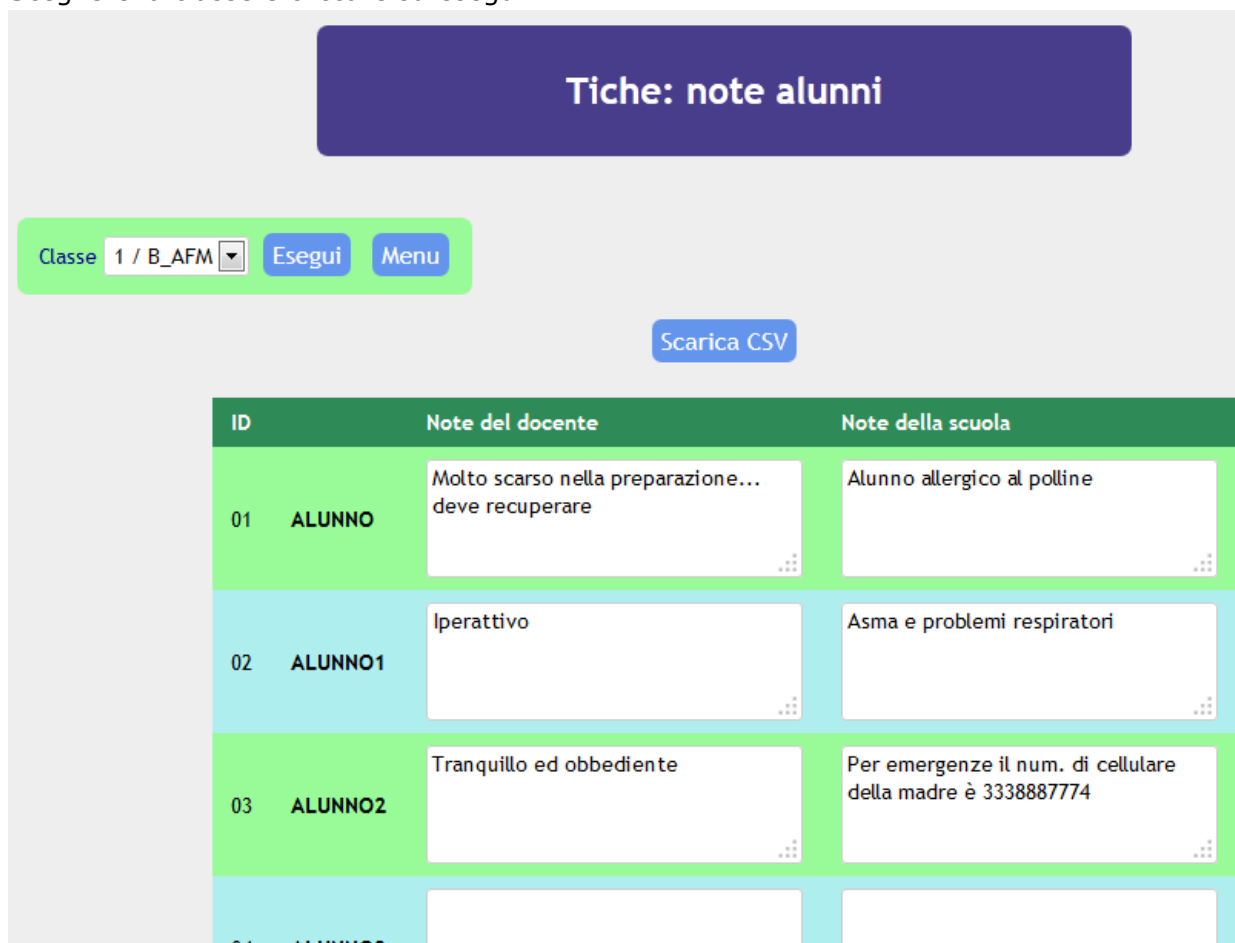 Tiche: note alunni
Classe 1 / B_AFM Esegui Menu
Scarica CSV
ID Note del docente Note della scuola
Molto scarso nella preparazione... Alunno allergico al polline
deve recuperare
01 ALUNNO
Iperattivo Asma e problemi respiratori
02 ALUNNO1
Tranquillo ed obbediente Per emergenze il num. di cellulare
della madre è 3338887774
03 ALUNNO2